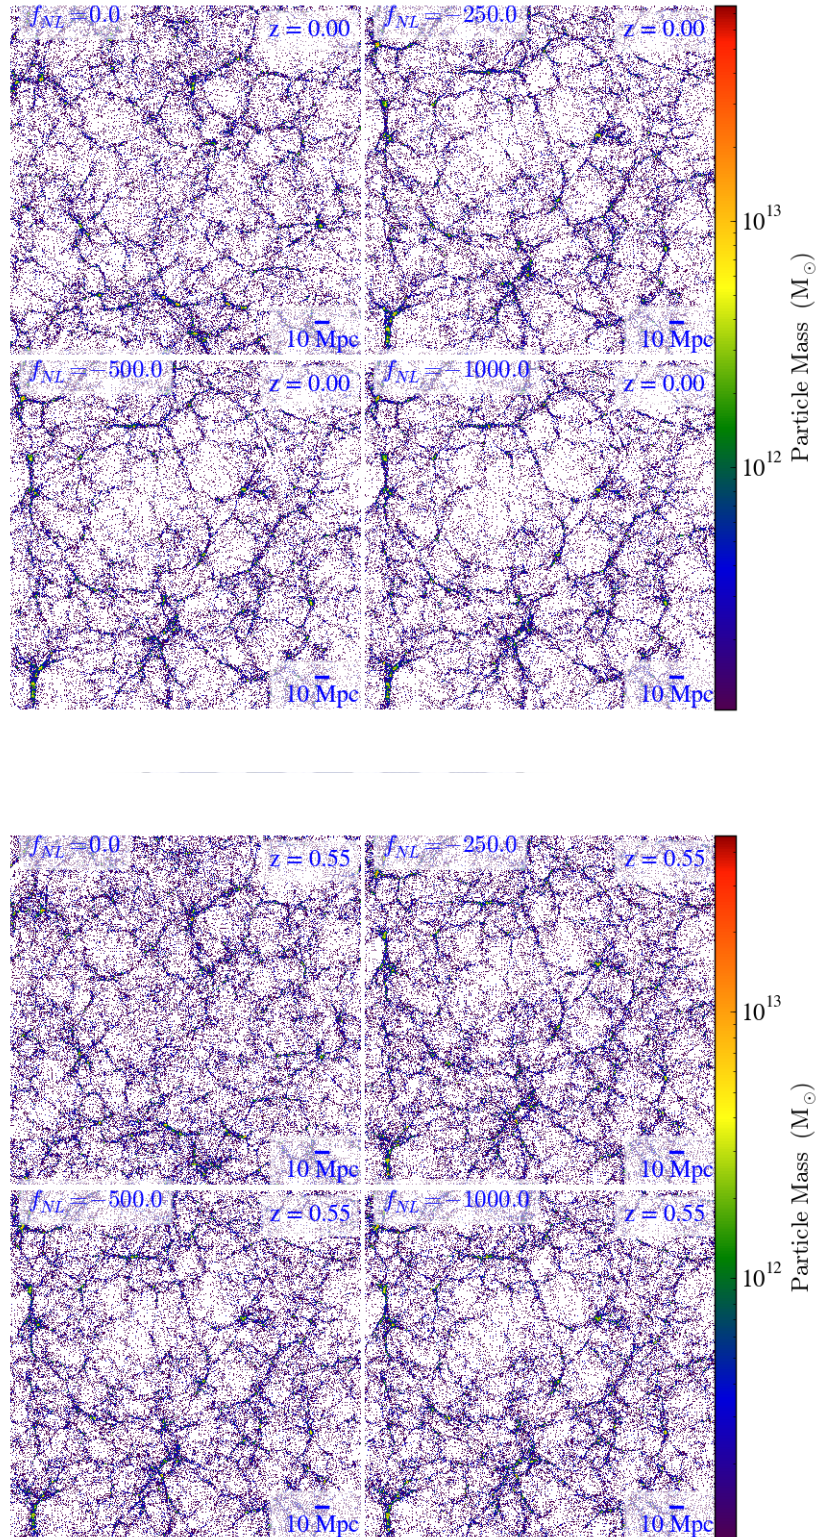 f_NL = 0.0
z = 0.00
10 Mpc
f_NL = −250.0
z = 0.00
10 Mpc
f_NL = −500.0
z = 0.00
10 Mpc
f_NL = −1000.0
z = 0.00
10 Mpc
10^13
10^12
Particle Mass (M_⊙)
f_NL = 0.0
z = 0.55
10 Mpc
f_NL = −250.0
z = 0.55
10 Mpc
f_NL = −500.0
z = 0.55
10 Mpc
f_NL = −1000.0
z = 0.55
10 Mpc
10^13
10^12
Particle Mass (M_⊙)